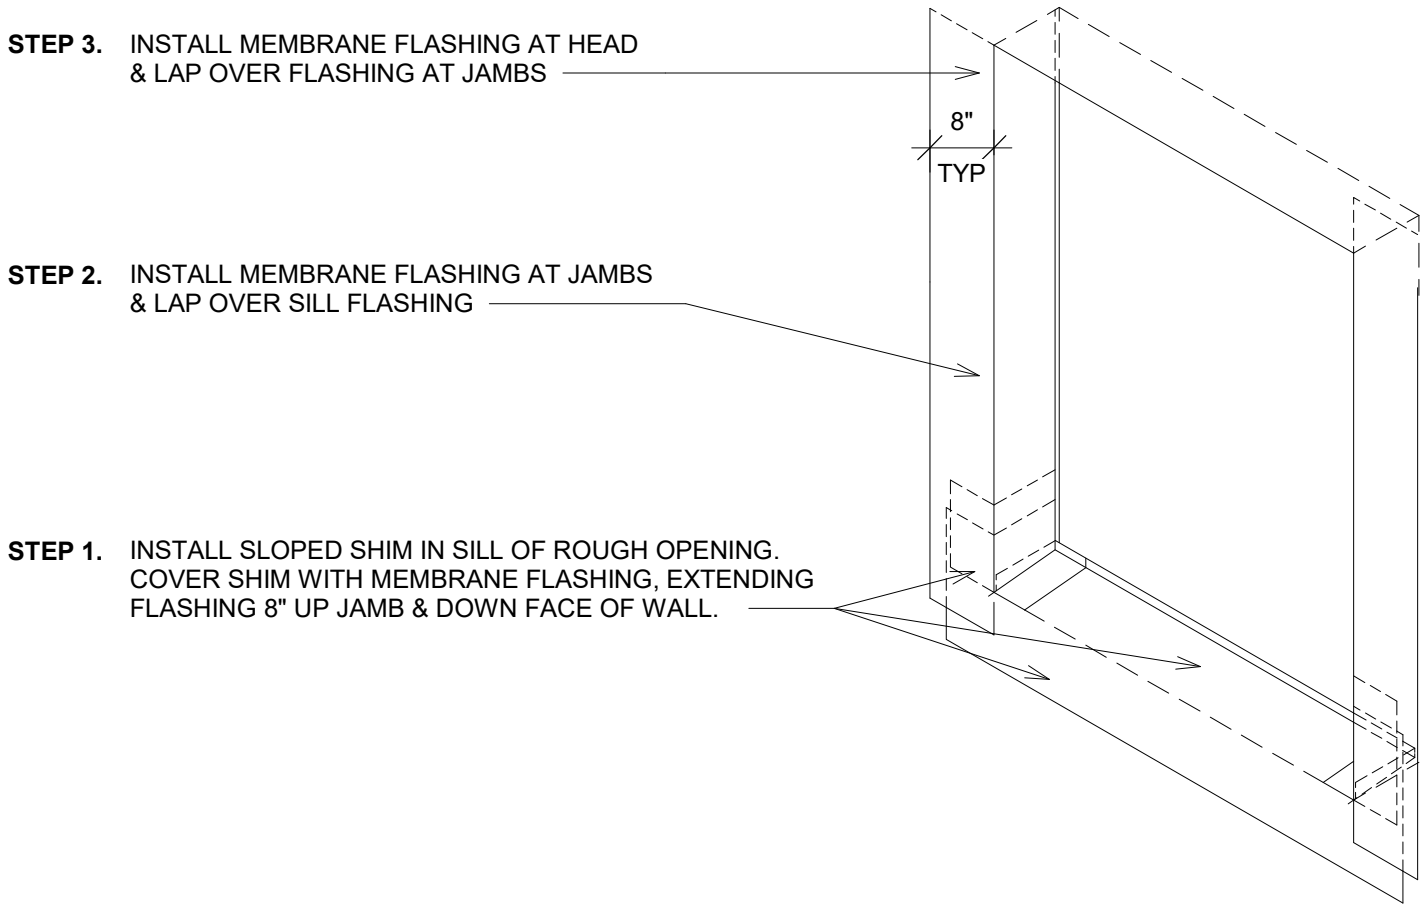 STEP 3. INSTALL MEMBRANE FLASHING AT HEAD
& LAP OVER FLASHING AT JAMBS
8"
TYP
STEP 2. INSTALL MEMBRANE FLASHING AT JAMBS
& LAP OVER SILL FLASHING
STEP 1. INSTALL SLOPED SHIM IN SILL OF ROUGH OPENING.
COVER SHIM WITH MEMBRANE FLASHING, EXTENDING
FLASHING 8" UP JAMB & DOWN FACE OF WALL.